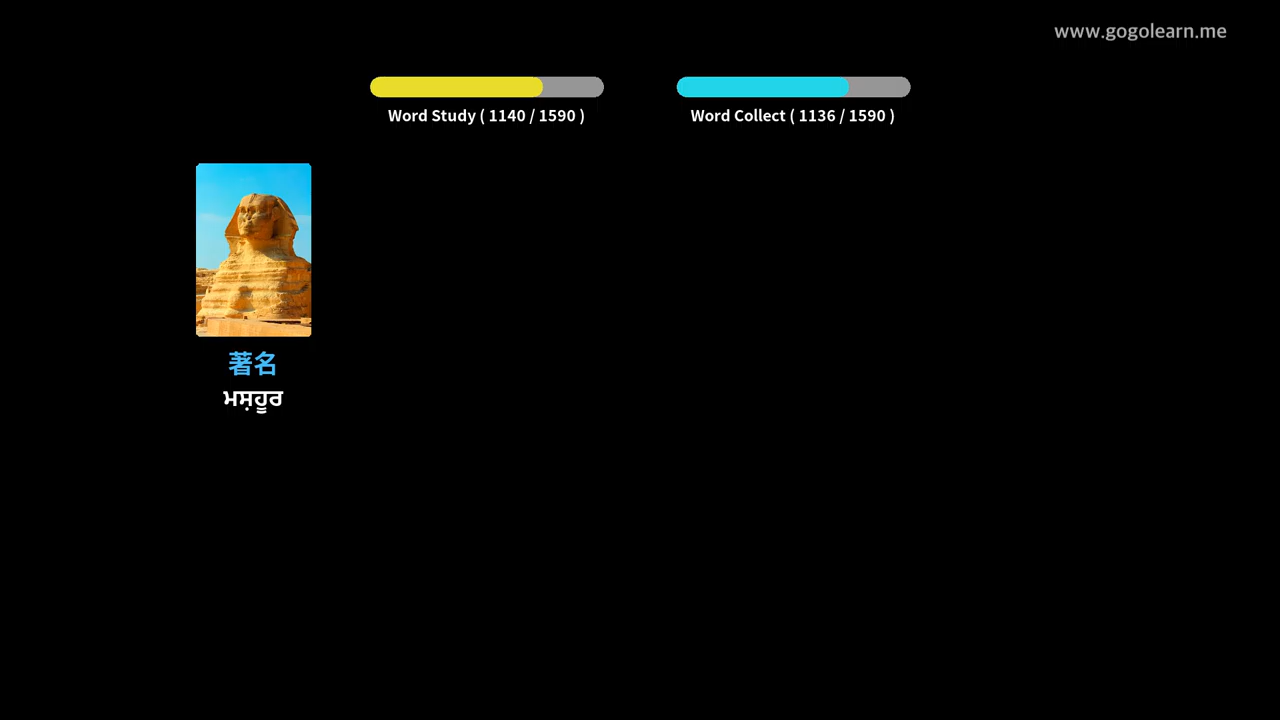 www.gogolearn.me
Word Study ( 1140 / 1590 )
Word Collect ( 1136 / 1590 )
著名
ਮਸ਼ਹੂਰ